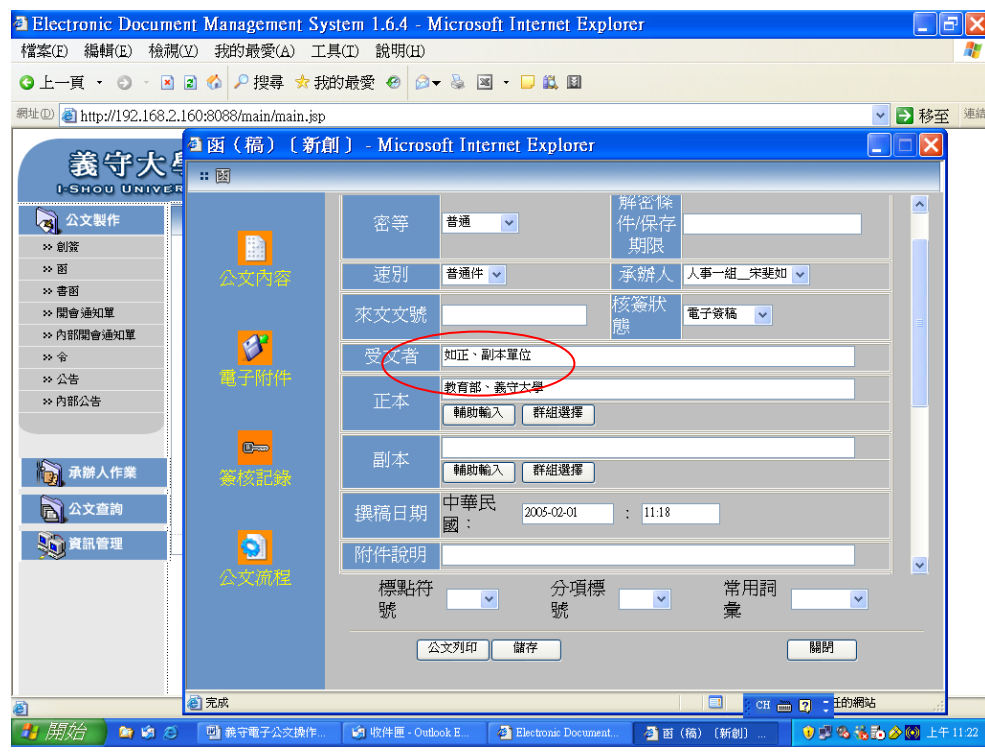 Electronic Document Management System 1.6.4 - Microsoft Internet Explorer
檔案(F) 編輯(E) 檢視(V) 我的最愛(A) 工具(T) 說明(H)
上一頁 搜尋 我的最愛
網址(D) http://192.168.2.160:8088/main/main.jsp 移至 連結
義守大學
I-SHOU UNIVER
函（稿）〔新創〕 - Microsoft Internet Explorer
:: 函
公文製作
>> 創簽
>> 函
>> 書函
>> 開會通知單
>> 內部開會通知單
>> 令
>> 公告
>> 內部公告
承辦人作業
公文查詢
資訊管理
公文內容
電子附件
簽核記錄
公文流程
密等 普通 解密條件/保存期限
速別 普通件 承辦人 人事一組__宋斐如
來文文號 核簽狀態 電子簽稿
受文者 如正、副本單位
正本 教育部、義守大學
輔助輸入 群組選擇
副本
輔助輸入 群組選擇
撰稿日期 中華民國： 2005-02-01 : 11:18
附件說明
標點符號 分項標號 常用詞彙
公文列印 儲存 關閉
完成
CH
任的網站
開始 義守電子公文操作... 收件匣 - Outlook E... Electronic Document... 函（稿）〔新創〕 ... 上午 11:22